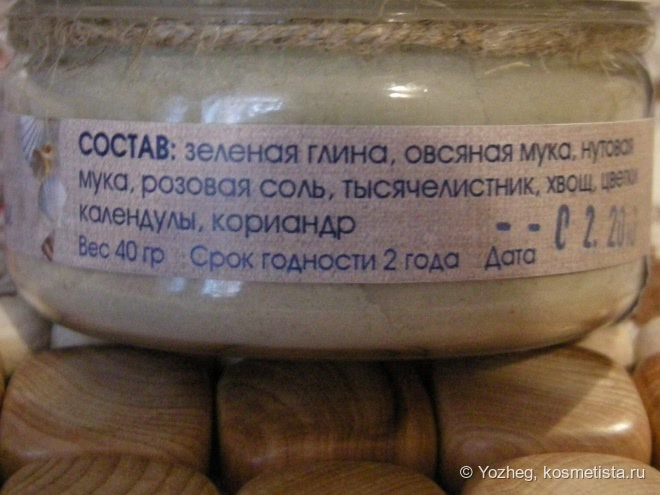 СОСТАВ: зеленая глина, овсяная мука, нутовая
мука, розовая соль, тысячелистник, хвощ, цветки
календулы, кориандр
Вес 40 гр Срок годности 2 года Дата
© Yozheg, kosmetista.ru